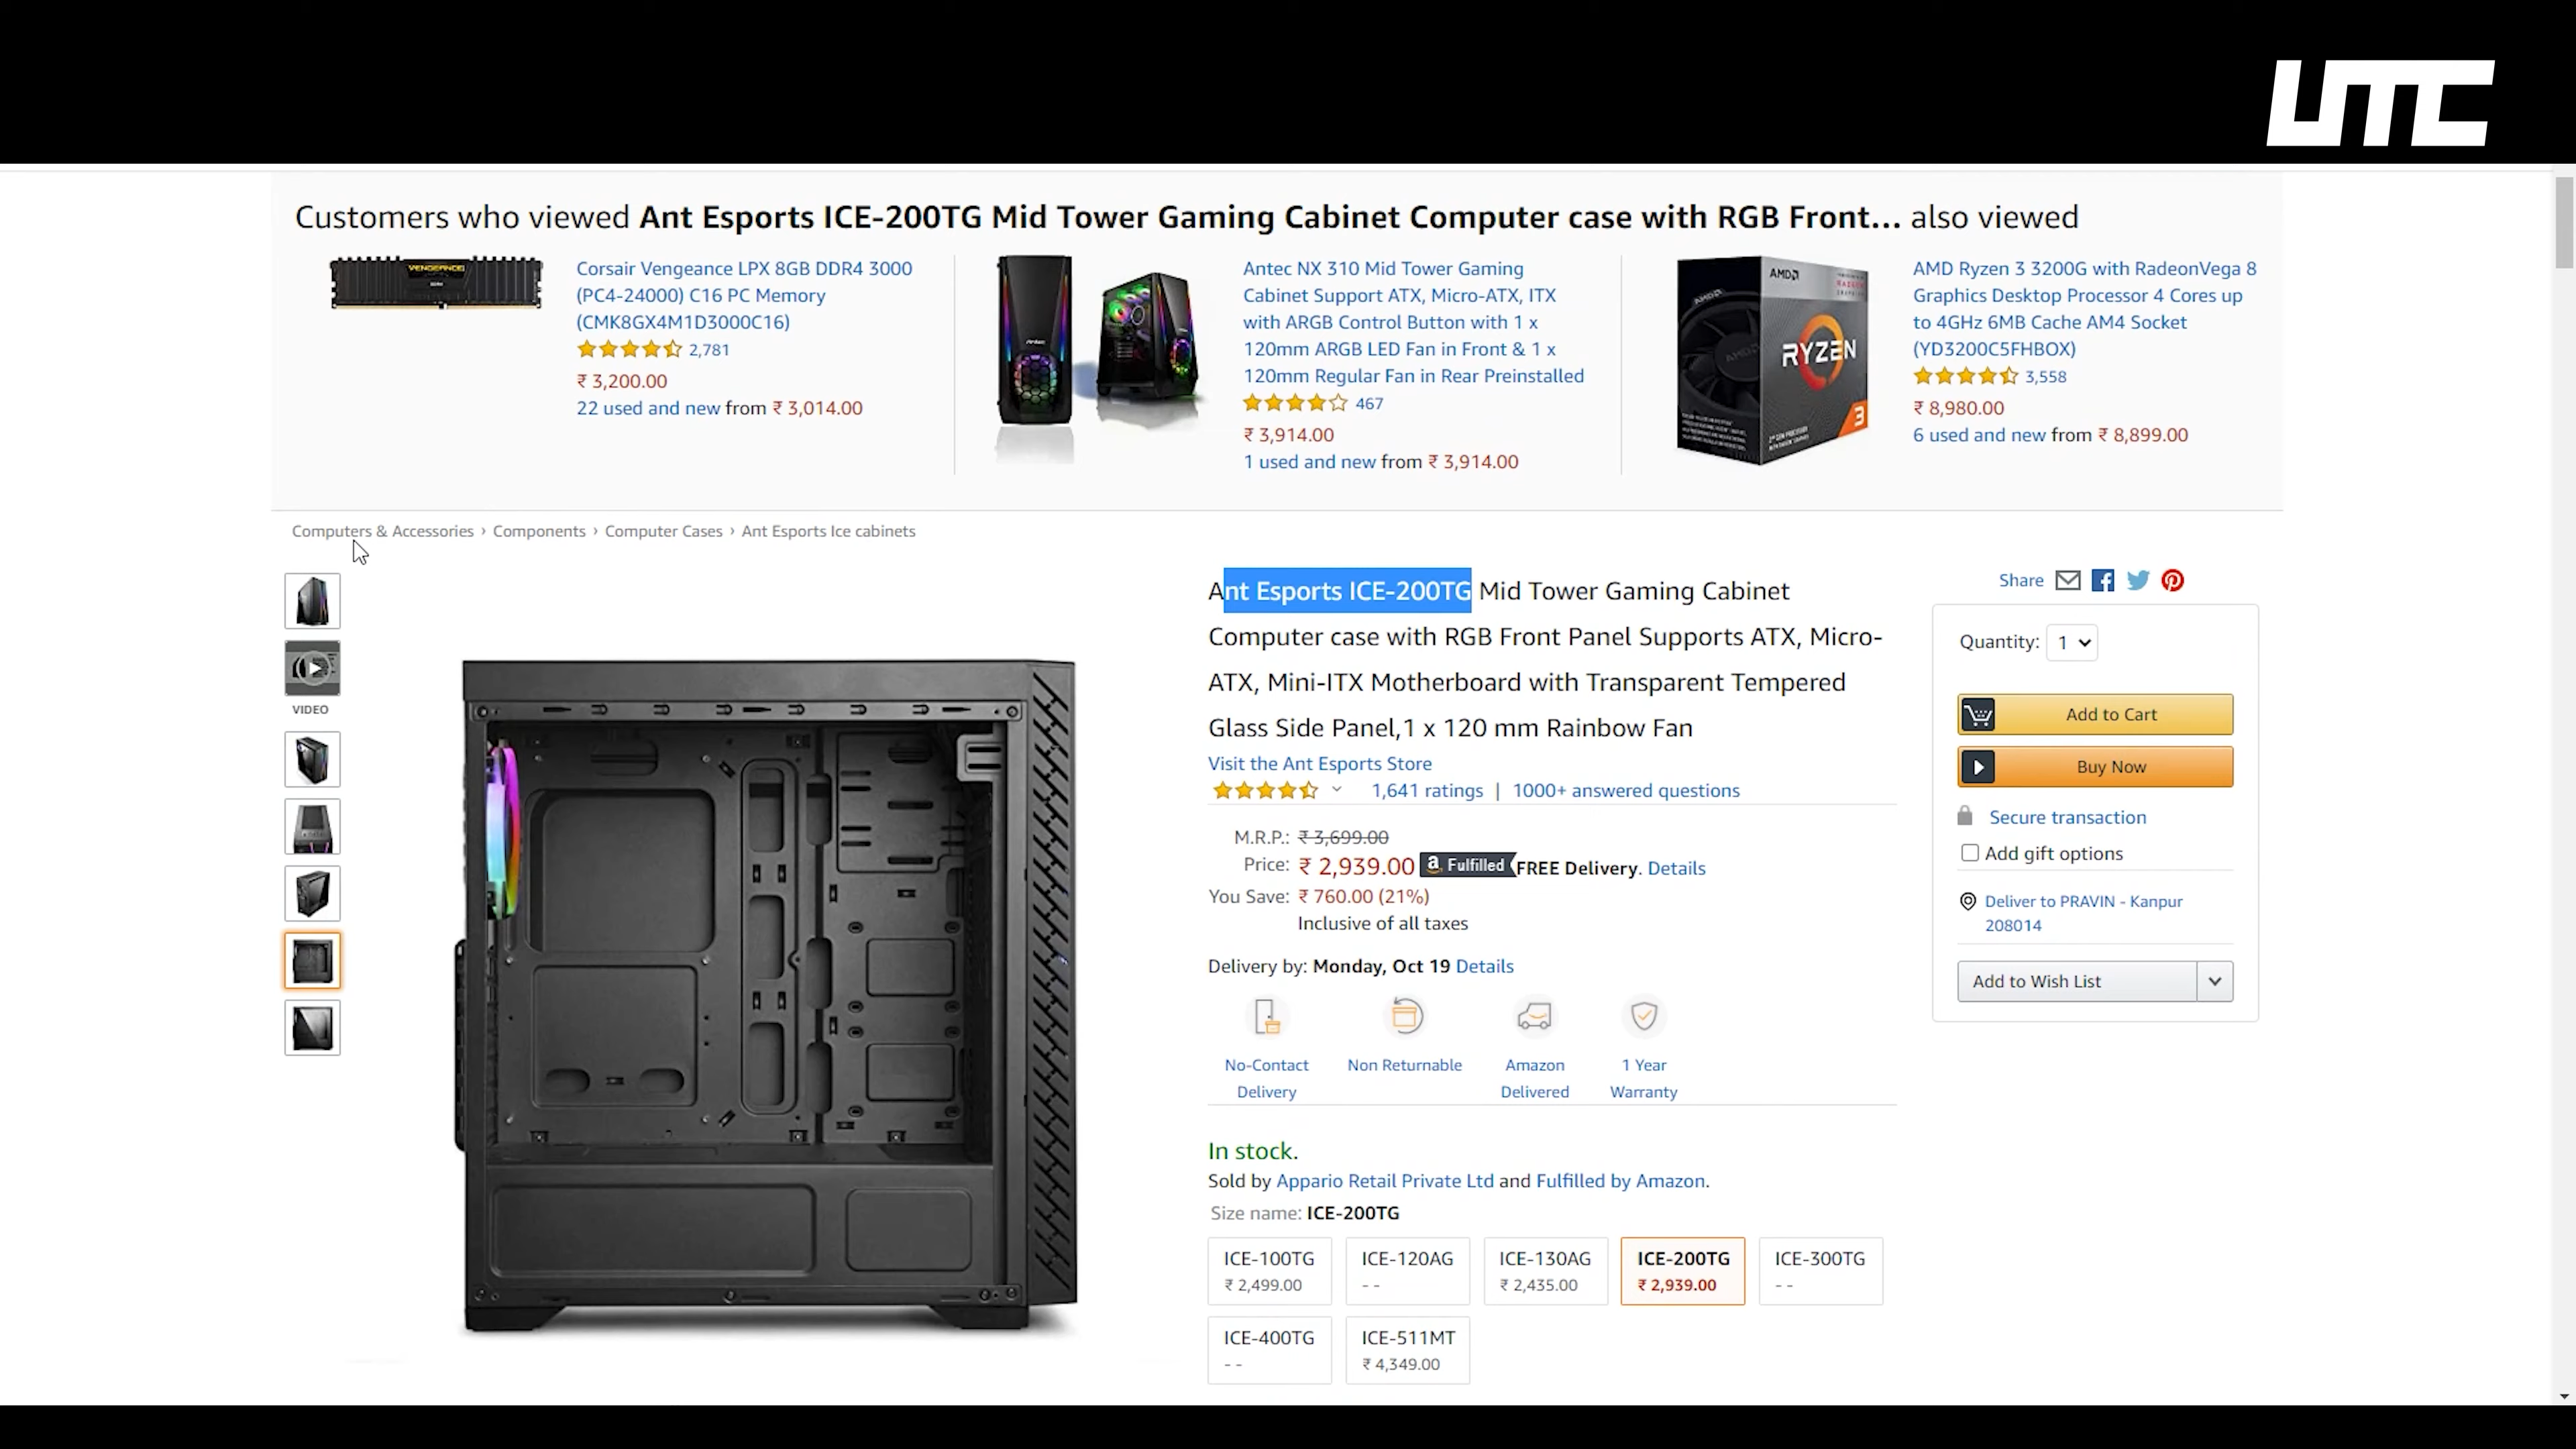 UTC
Customers who viewed Ant Esports ICE-200TG Mid Tower Gaming Cabinet Computer case with RGB Front... also viewed
VENGEANCE
Corsair Vengeance LPX 8GB DDR4 3000
(PC4-24000) C16 PC Memory
(CMK8GX4M1D3000C16)
2,781
₹ 3,200.00
22 used and new from ₹ 3,014.00
Antec NX 310 Mid Tower Gaming
Cabinet Support ATX, Micro-ATX, ITX
with ARGB Control Button with 1 x
120mm ARGB LED Fan in Front & 1 x
120mm Regular Fan in Rear Preinstalled
467
₹ 3,914.00
1 used and new from ₹ 3,914.00
AMD
RYZEN
3
AMD Ryzen 3 3200G with RadeonVega 8
Graphics Desktop Processor 4 Cores up
to 4GHz 6MB Cache AM4 Socket
(YD3200C5FHBOX)
3,558
₹ 8,980.00
6 used and new from ₹ 8,899.00
Computers & Accessories › Components › Computer Cases › Ant Esports Ice cabinets
VIDEO
Ant Esports ICE-200TG Mid Tower Gaming Cabinet
Computer case with RGB Front Panel Supports ATX, Micro-
ATX, Mini-ITX Motherboard with Transparent Tempered
Glass Side Panel,1 x 120 mm Rainbow Fan
Visit the Ant Esports Store
1,641 ratings | 1000+ answered questions
M.R.P.: ₹ 3,699.00
Price: ₹ 2,939.00 a Fulfilled FREE Delivery. Details
You Save: ₹ 760.00 (21%)
Inclusive of all taxes
Delivery by: Monday, Oct 19 Details
No-Contact
Delivery
Non Returnable
Amazon
Delivered
1 Year
Warranty
In stock.
Sold by Appario Retail Private Ltd and Fulfilled by Amazon.
Size name: ICE-200TG
ICE-100TG
₹ 2,499.00
ICE-120AG
- -
ICE-130AG
₹ 2,435.00
ICE-200TG
₹ 2,939.00
ICE-300TG
- -
ICE-400TG
- -
ICE-511MT
₹ 4,349.00
Share
Quantity: 1
Add to Cart
Buy Now
Secure transaction
Add gift options
Deliver to PRAVIN - Kanpur
208014
Add to Wish List